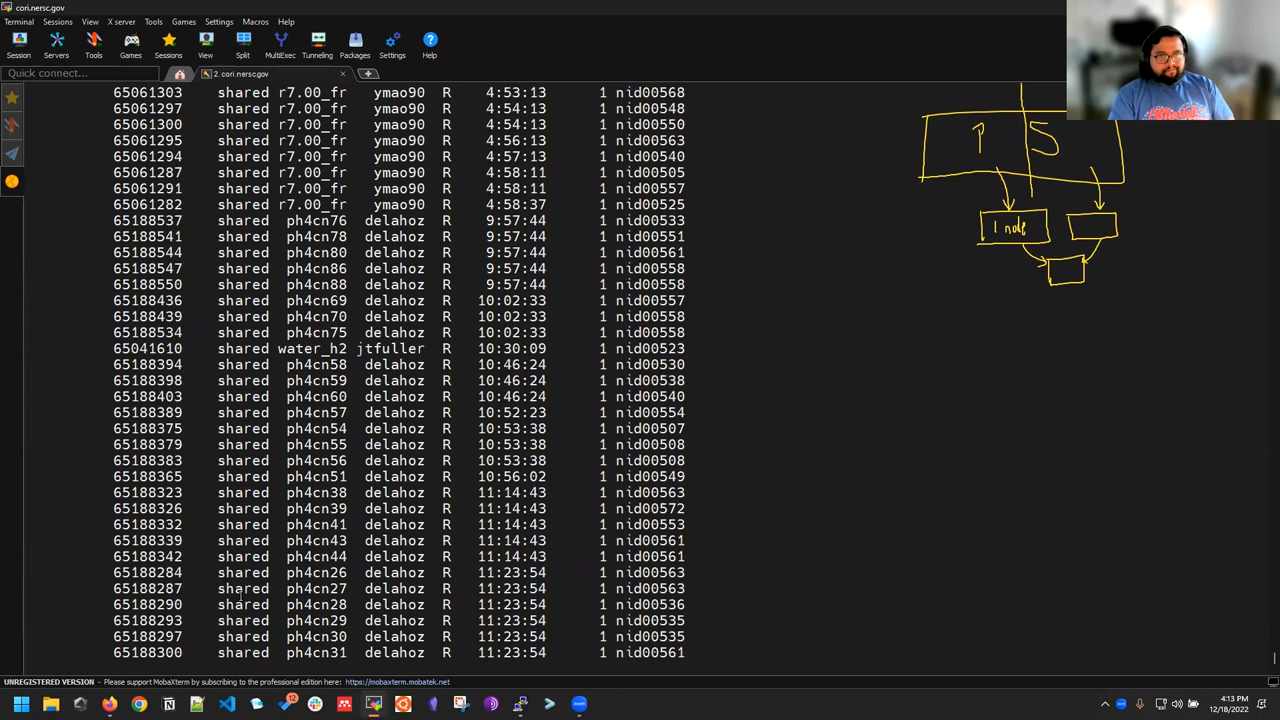 cori.nersc.gov
Terminal Sessions View X server Tools Games Settings Macros Help
Session Servers Tools Games Sessions View Split MultiExec Tunneling Packages Settings Help
Quick connect... 2. cori.nersc.gov
65061303 shared r7.00_fr ymao90 R 4:53:13 1 nid00568
65061297 shared r7.00_fr ymao90 R 4:54:13 1 nid00548
65061300 shared r7.00_fr ymao90 R 4:54:13 1 nid00550
65061295 shared r7.00_fr ymao90 R 4:56:13 1 nid00563
65061294 shared r7.00_fr ymao90 R 4:57:13 1 nid00540
65061287 shared r7.00_fr ymao90 R 4:58:11 1 nid00505
65061291 shared r7.00_fr ymao90 R 4:58:11 1 nid00557
65061282 shared r7.00_fr ymao90 R 4:58:37 1 nid00525
65188537 shared ph4cn76 delahoz R 9:57:44 1 nid00533
65188541 shared ph4cn78 delahoz R 9:57:44 1 nid00551
65188544 shared ph4cn80 delahoz R 9:57:44 1 nid00561
65188547 shared ph4cn86 delahoz R 9:57:44 1 nid00558
65188550 shared ph4cn88 delahoz R 9:57:44 1 nid00558
65188436 shared ph4cn69 delahoz R 10:02:33 1 nid00557
65188439 shared ph4cn70 delahoz R 10:02:33 1 nid00558
65188534 shared ph4cn75 delahoz R 10:02:33 1 nid00558
65041610 shared water_h2 jtfuller R 10:30:09 1 nid00523
65188394 shared ph4cn58 delahoz R 10:46:24 1 nid00530
65188398 shared ph4cn59 delahoz R 10:46:24 1 nid00538
65188403 shared ph4cn60 delahoz R 10:46:24 1 nid00540
65188389 shared ph4cn57 delahoz R 10:52:23 1 nid00554
65188375 shared ph4cn54 delahoz R 10:53:38 1 nid00507
65188379 shared ph4cn55 delahoz R 10:53:38 1 nid00508
65188383 shared ph4cn56 delahoz R 10:53:38 1 nid00508
65188365 shared ph4cn51 delahoz R 10:56:02 1 nid00549
65188323 shared ph4cn38 delahoz R 11:14:43 1 nid00563
65188326 shared ph4cn39 delahoz R 11:14:43 1 nid00572
65188332 shared ph4cn41 delahoz R 11:14:43 1 nid00553
65188339 shared ph4cn43 delahoz R 11:14:43 1 nid00561
65188342 shared ph4cn44 delahoz R 11:14:43 1 nid00561
65188284 shared ph4cn26 delahoz R 11:23:54 1 nid00563
65188287 shared ph4cn27 delahoz R 11:23:54 1 nid00563
65188290 shared ph4cn28 delahoz R 11:23:54 1 nid00536
65188293 shared ph4cn29 delahoz R 11:23:54 1 nid00535
65188297 shared ph4cn30 delahoz R 11:23:54 1 nid00535
65188300 shared ph4cn31 delahoz R 11:23:54 1 nid00561
P S
1 node
UNREGISTERED VERSION - Please support MobaXterm by subscribing to the professional edition here: https://mobaxterm.mobatek.net
12
4:13 PM
12/18/2022